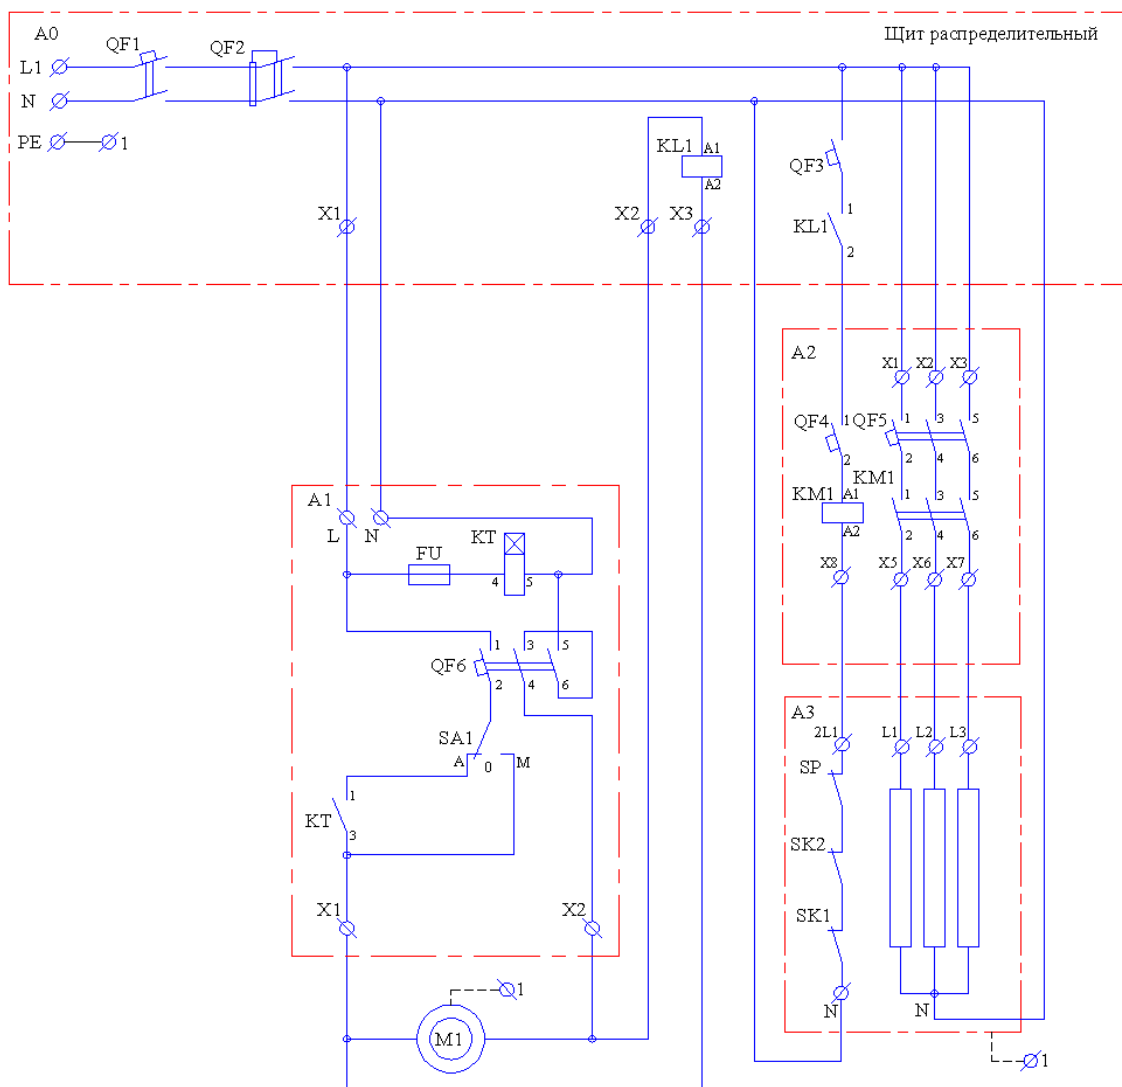 A0
Щит распределительный
QF1
QF2
L1
N
PE
1
KL1
A1
A2
QF3
X1
X2
X3
1
KL1
2
A2
X1
X2
X3
QF4
1
QF5
1
3
5
2
2
4
6
KM1
KM1
A1
1
3
5
A2
2
4
6
X8
X5
X6
X7
A1
L
N
KT
FU
4
5
1
3
5
QF6
2
4
6
SA1
A
0
M
1
KT
3
X1
X2
A3
2L1
L1
L2
L3
SP
SK2
SK1
N
N
1
M1
1